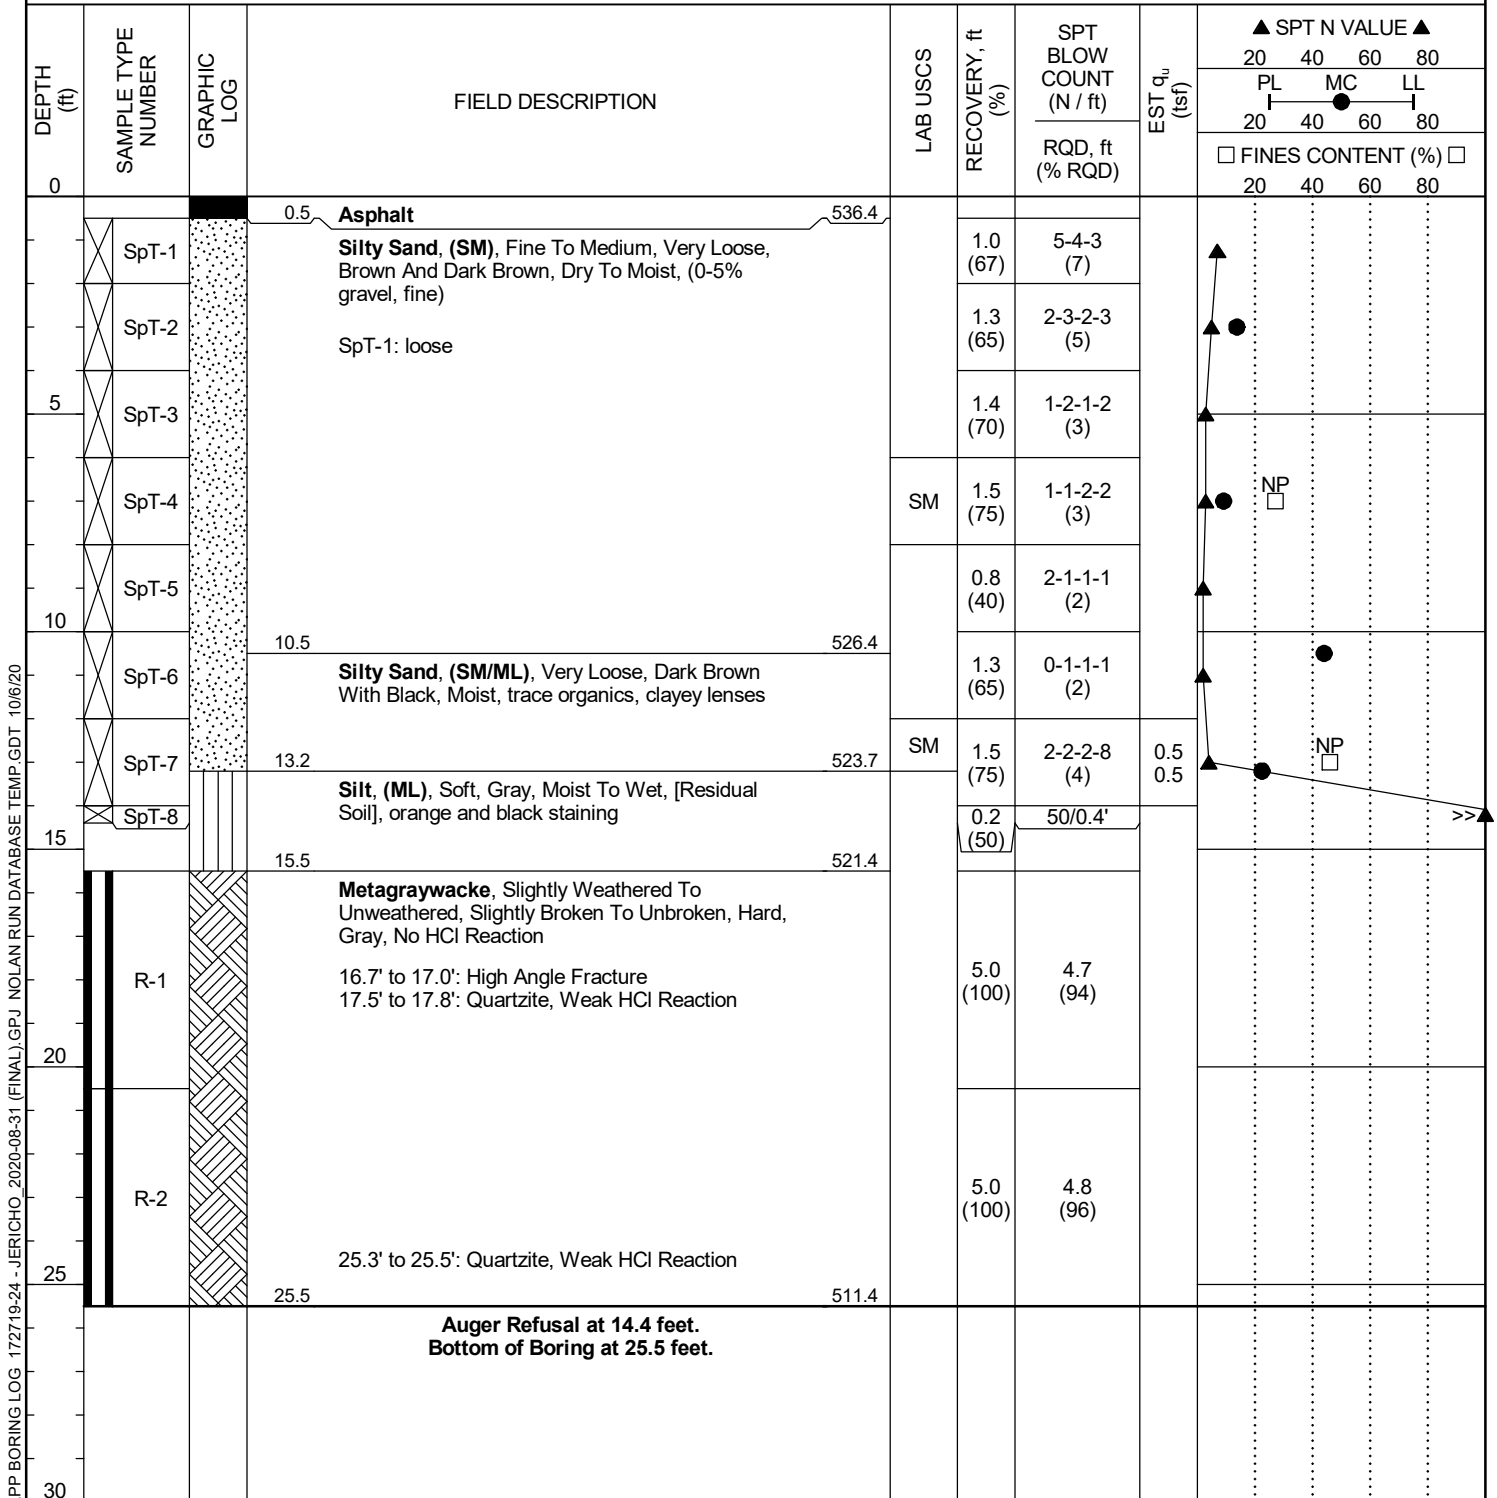 DEPTH
(ft)
SAMPLE TYPE
NUMBER
GRAPHIC
LOG
FIELD DESCRIPTION
LAB USCS
RECOVERY, ft
(%)
SPT
BLOW
COUNT
(N / ft)
RQD, ft
(% RQD)
EST qu
(tsf)
▲ SPT N VALUE ▲
20 40 60 80
PL MC LL
20 40 60 80
□ FINES CONTENT (%) □
20 40 60 80
0
0.5 Asphalt 536.4
SpT-1
Silty Sand, (SM), Fine To Medium, Very Loose,
Brown And Dark Brown, Dry To Moist, (0-5%
gravel, fine)
1.0
(67)
5-4-3
(7)
SpT-2
SpT-1: loose
1.3
(65)
2-3-2-3
(5)
5
SpT-3
1.4
(70)
1-2-1-2
(3)
SpT-4
SM
1.5
(75)
1-1-2-2
(3)
NP
SpT-5
0.8
(40)
2-1-1-1
(2)
10
10.5 526.4
SpT-6
Silty Sand, (SM/ML), Very Loose, Dark Brown
With Black, Moist, trace organics, clayey lenses
1.3
(65)
0-1-1-1
(2)
SpT-7
13.2 523.7
SM
1.5
(75)
2-2-2-8
(4)
0.5
0.5
NP
Silt, (ML), Soft, Gray, Moist To Wet, [Residual
Soil], orange and black staining
SpT-8
0.2
(50)
50/0.4'
>>
15
15.5 521.4
Metagraywacke, Slightly Weathered To
Unweathered, Slightly Broken To Unbroken, Hard,
Gray, No HCl Reaction
R-1
16.7' to 17.0': High Angle Fracture
17.5' to 17.8': Quartzite, Weak HCl Reaction
5.0
(100)
4.7
(94)
20
R-2
5.0
(100)
4.8
(96)
25.3' to 25.5': Quartzite, Weak HCl Reaction
25
25.5 511.4
Auger Refusal at 14.4 feet.
Bottom of Boring at 25.5 feet.
30
PP BORING LOG 172719-24 - JERICHO_2020-08-31 (FINAL).GPJ NOLAN RUN DATABASE TEMP.GDT 10/6/20